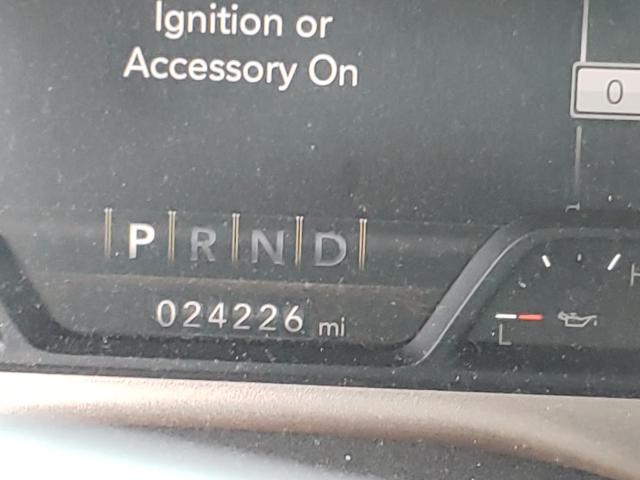 Ignition or
Accessory On
0
P R N D
024226 mi
H
L